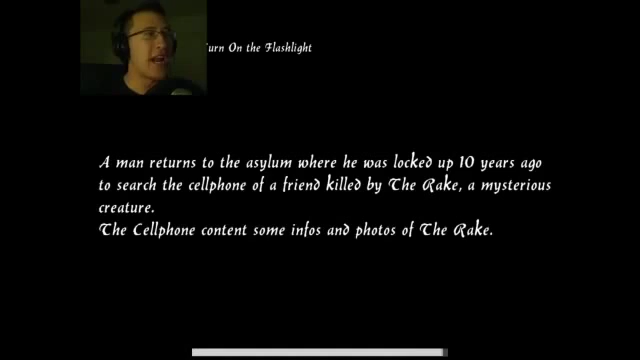 urn On the Flashlight
A man returns to the asylum where he was locked up 10 years ago
to search the cellphone of a friend killed by The Rake, a mysterious
creature.
The Cellphone content some infos and photos of The Rake.